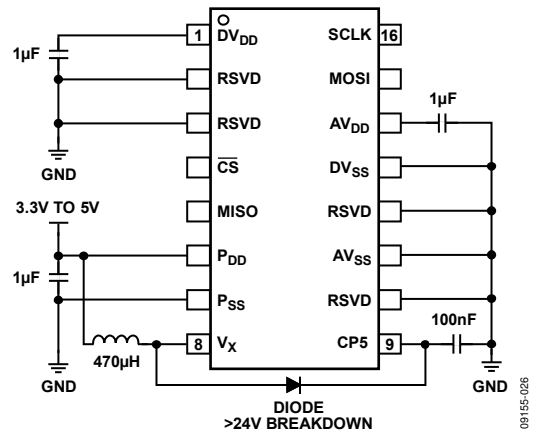 1 DVDD SCLK 16
1µF
RSVD MOSI
1µF
RSVD AVDD
GND
CS DVSS
3.3V TO 5V
MISO RSVD
PDD AVSS
1µF
PSS RSVD
100nF
8 VX CP5 9
470µH
GND GND
DIODE
>24V BREAKDOWN
09155-026